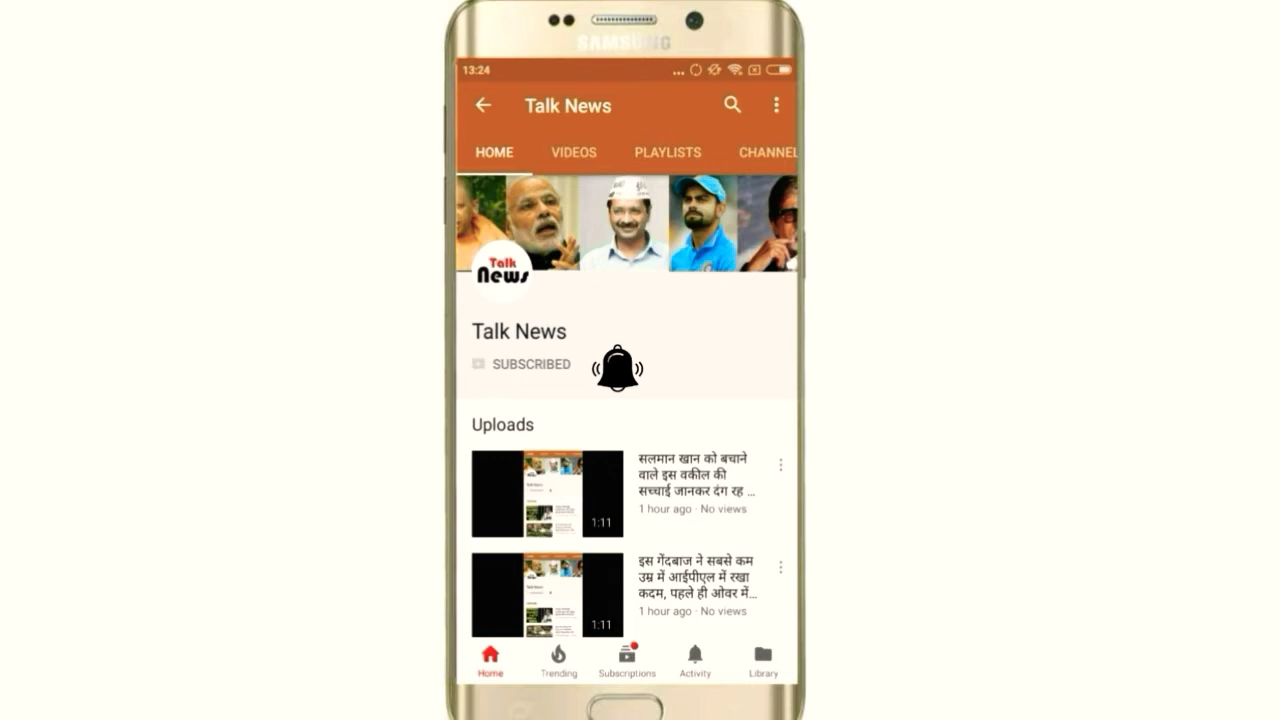 SAMSUNG
13:24
Talk News
HOME VIDEOS PLAYLISTS CHANNEL
Talk
News
Talk News
SUBSCRIBED
Uploads
सलमान खान को बचाने
वाले इस वकील की
सच्चाई जानकर दंग रह ...
1 hour ago · No views
1:11
इस गेंदबाज ने सबसे कम
उम्र में आईपीएल में रखा
कदम, पहले ही ओवर में...
1 hour ago · No views
1:11
Home Trending Subscriptions Activity Library